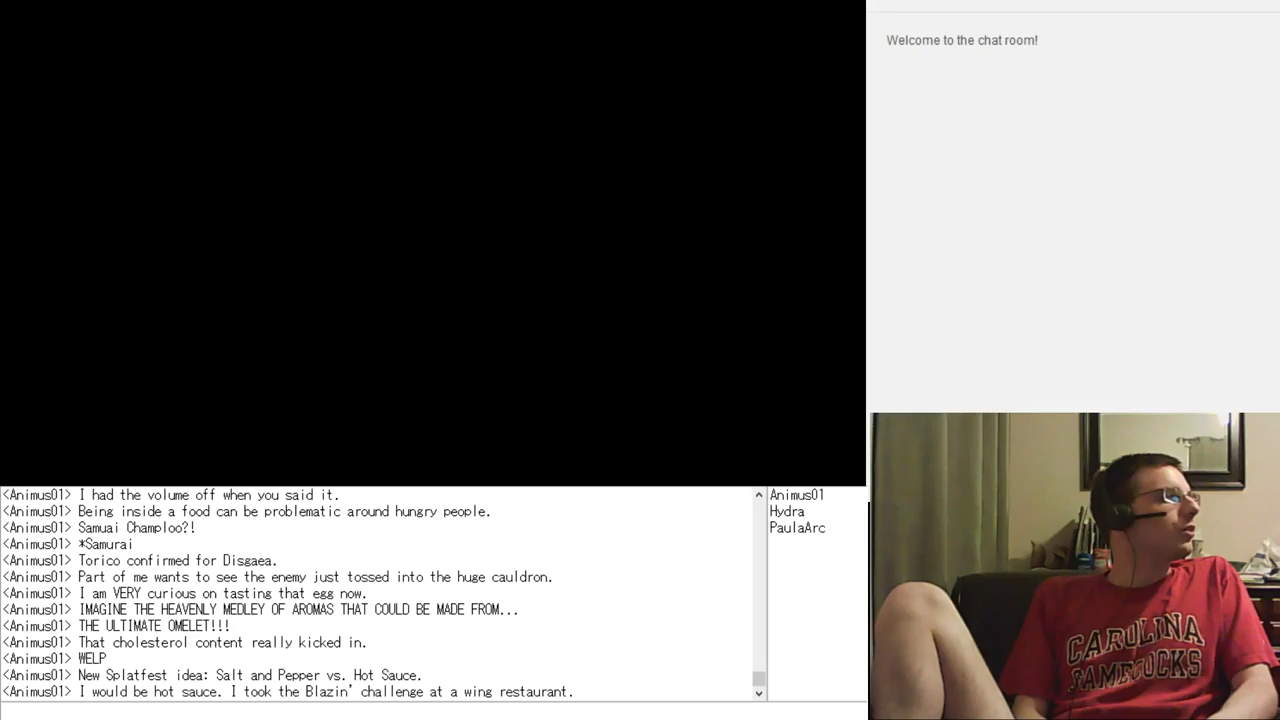 Welcome to the chat room!
<Animus01> I had the volume off when you said it.
<Animus01> Being inside a food can be problematic around hungry people.
<Animus01> Samuai Champloo?!
<Animus01> *Samurai
<Animus01> Torico confirmed for Disgaea.
<Animus01> Part of me wants to see the enemy just tossed into the huge cauldron.
<Animus01> I am VERY curious on tasting that egg now.
<Animus01> IMAGINE THE HEAVENLY MEDLEY OF AROMAS THAT COULD BE MADE FROM...
<Animus01> THE ULTIMATE OMELET!!!
<Animus01> That cholesterol content really kicked in.
<Animus01> WELP
<Animus01> New Splatfest idea: Salt and Pepper vs. Hot Sauce.
<Animus01> I would be hot sauce. I took the Blazin' challenge at a wing restaurant.
Animus01
Hydra
PaulaArc
CAROLINA
GAMECOCKS